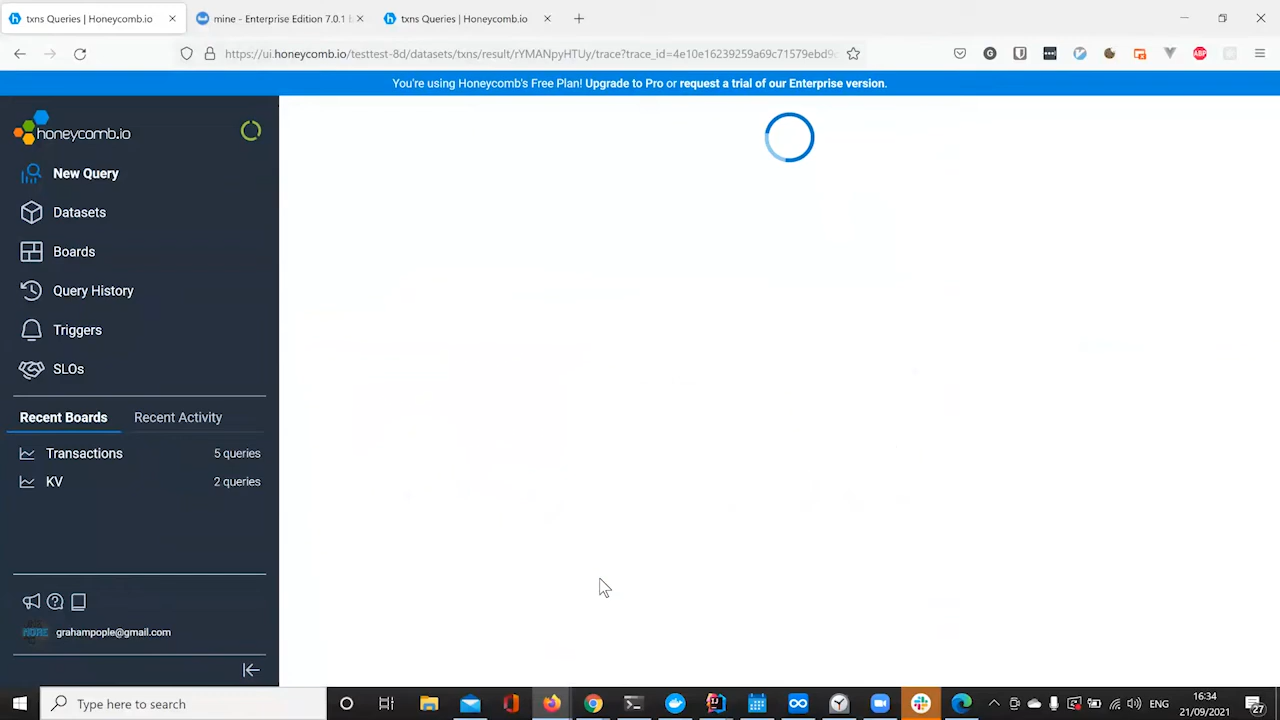 txns Queries | Honeycomb.io
mine - Enterprise Edition 7.0.1
txns Queries | Honeycomb.io
https://ui.honeycomb.io/testtest-8d/datasets/txns/result/rYMANpyHTUy/trace?trace_id=4e10e16239259a69c71579ebd9
You're using Honeycomb's Free Plan! Upgrade to Pro or request a trial of our Enterprise version.
honeycomb.io
New Query
Datasets
Boards
Query History
Triggers
SLOs
Recent Boards Recent Activity
Transactions 5 queries
KV 2 queries
grahampople@gmail.com
Type here to search
ENG
16:34
21/09/2021
27